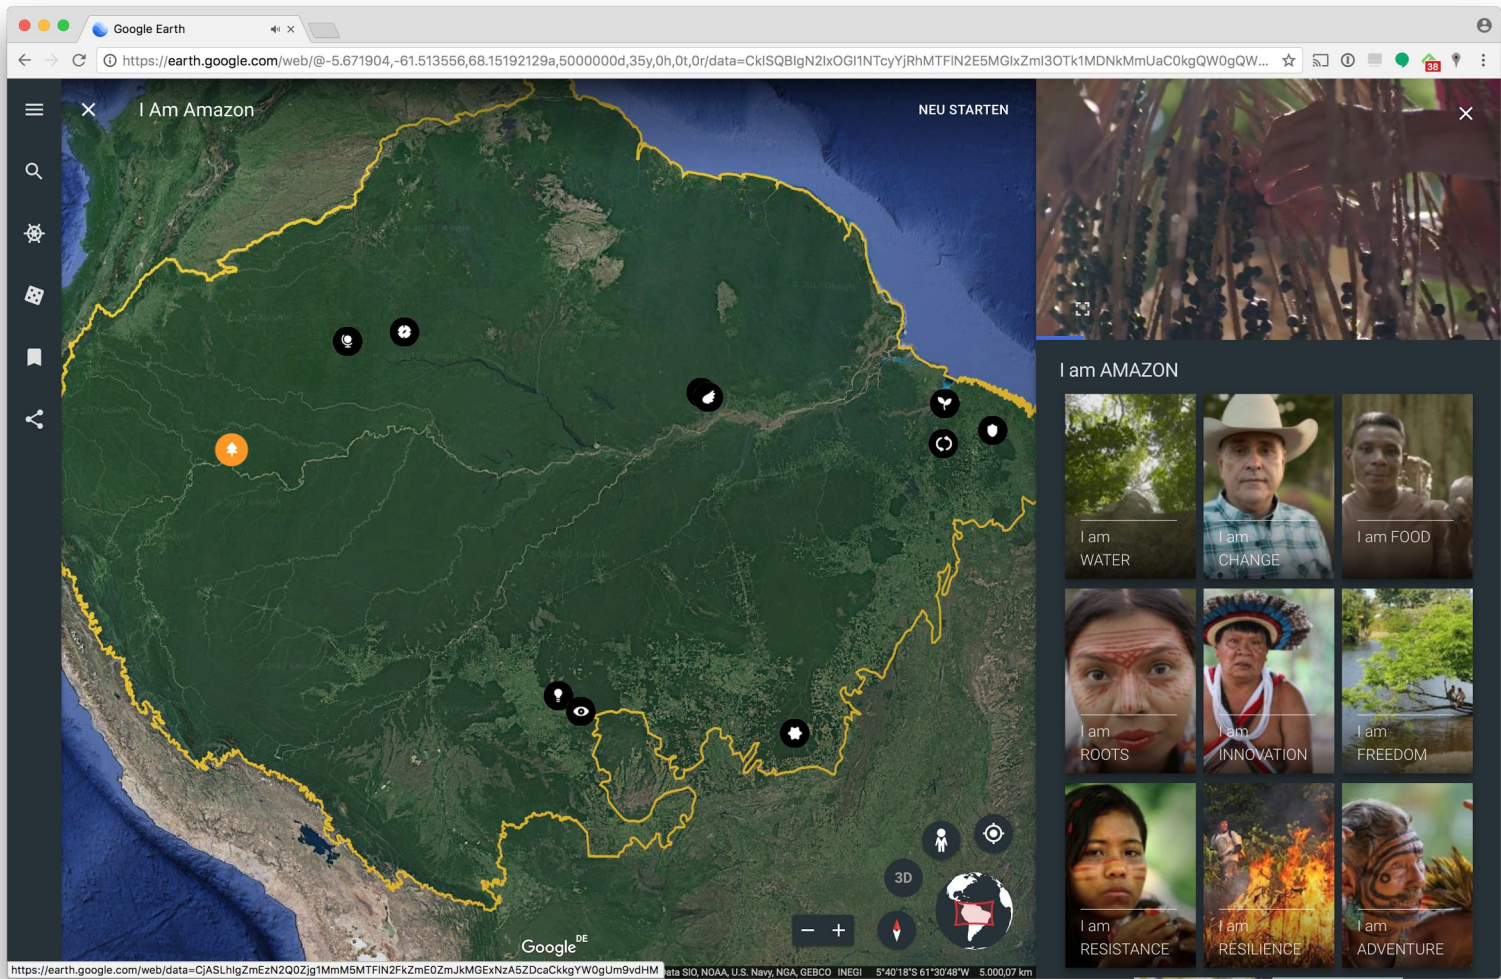 Google Earth
https://earth.google.com/web/@-5.671904,-61.513556,68.15192129a,5000000d,35y,0h,0t,0r/data=CkISQBIgN2IxOGI1NTcyYjRhMTFlN2E5MGIxZmI3OTk1MDNkMmUaC0kgQW0gQW...
38
I Am Amazon
NEU STARTEN
I am AMAZON
I am
WATER
I am
CHANGE
I am FOOD
I am
ROOTS
I am
INNOVATION
I am
FREEDOM
I am
RESISTANCE
I am
RESILIENCE
I am
ADVENTURE
3D
Google DE
https://earth.google.com/web/data=CjASLhIgZmEzN2Q0Zjg1MmM5MTFlN2FkZmE0ZmJkMGExNzA5ZDcaCkkgYW0gUm9vdHM
Data SIO, NOAA, U.S. Navy, NGA, GEBCO INEGI 5°40'18"S 61°30'48"W 5.000,07 km